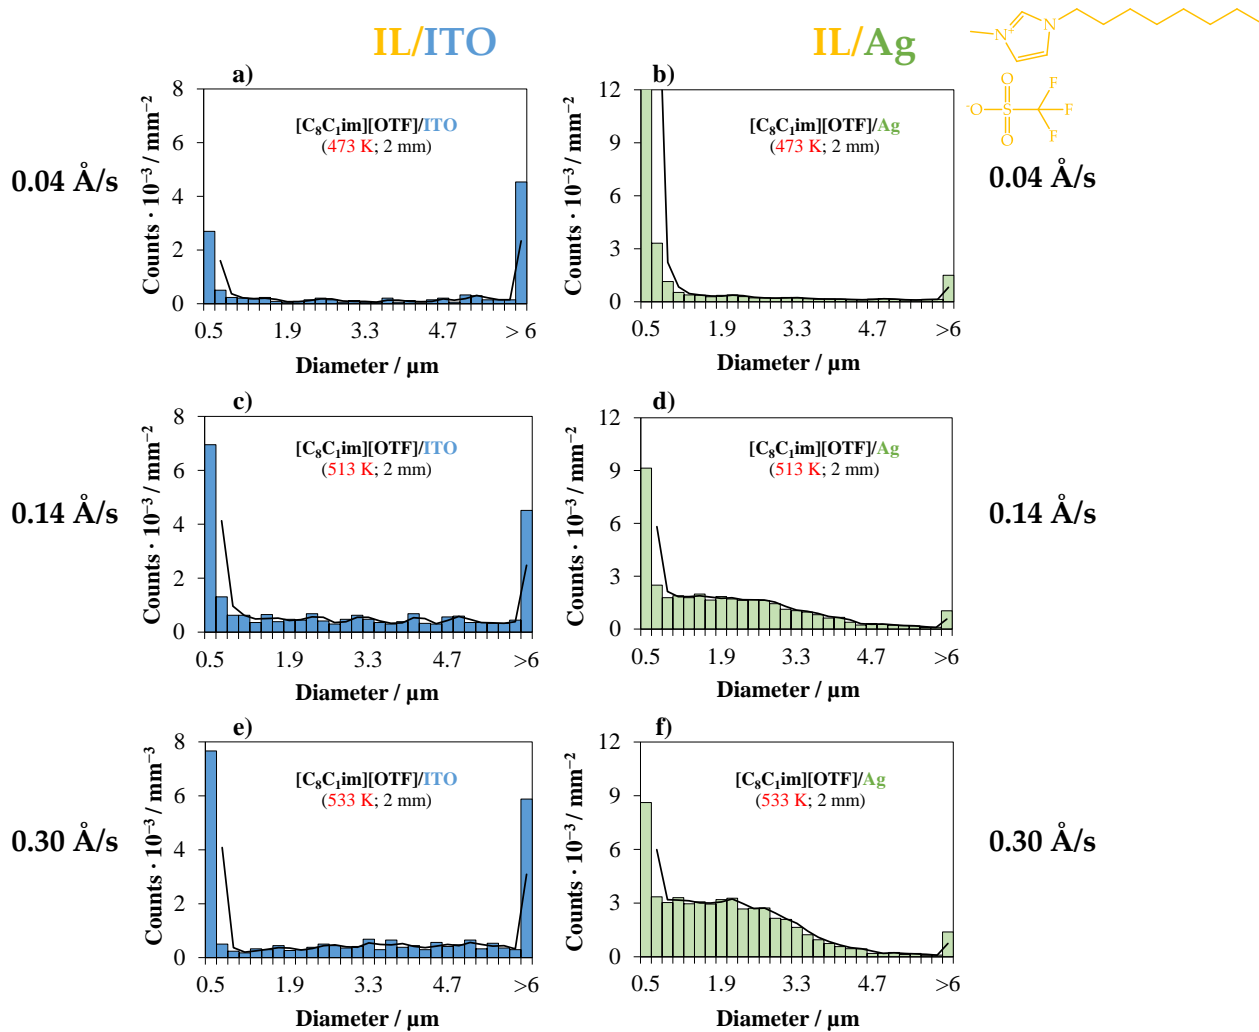 IL/ITO
IL/Ag
N
N
+
-O
S
O
O
F
F
F
0.04 Å/s
0.04 Å/s
a)
Counts · 10⁻³ / mm⁻²
8
6
4
2
0
[C₈C₁im][OTF]/ITO
(473 K; 2 mm)
0.5 1.9 3.3 4.7 > 6
Diameter / µm
b)
Counts · 10⁻³ / mm⁻²
12
9
6
3
0
[C₈C₁im][OTF]/Ag
(473 K; 2 mm)
0.5 1.9 3.3 4.7 > 6
Diameter / µm
0.14 Å/s
0.14 Å/s
c)
Counts · 10⁻³ / mm⁻²
8
6
4
2
0
[C₈C₁im][OTF]/ITO
(513 K; 2 mm)
0.5 1.9 3.3 4.7 >6
Diameter / µm
d)
Counts · 10⁻³ / mm⁻²
12
9
6
3
0
[C₈C₁im][OTF]/Ag
(513 K; 2 mm)
0.5 1.9 3.3 4.7 >6
Diameter / µm
0.30 Å/s
0.30 Å/s
e)
Counts · 10⁻³ / mm⁻³
8
6
4
2
0
[C₈C₁im][OTF]/ITO
(533 K; 2 mm)
0.5 1.9 3.3 4.7 >6
Diameter / µm
f)
Counts · 10⁻³ / mm⁻²
12
9
6
3
0
[C₈C₁im][OTF]/Ag
(533 K; 2 mm)
0.5 1.9 3.3 4.7 >6
Diameter / µm